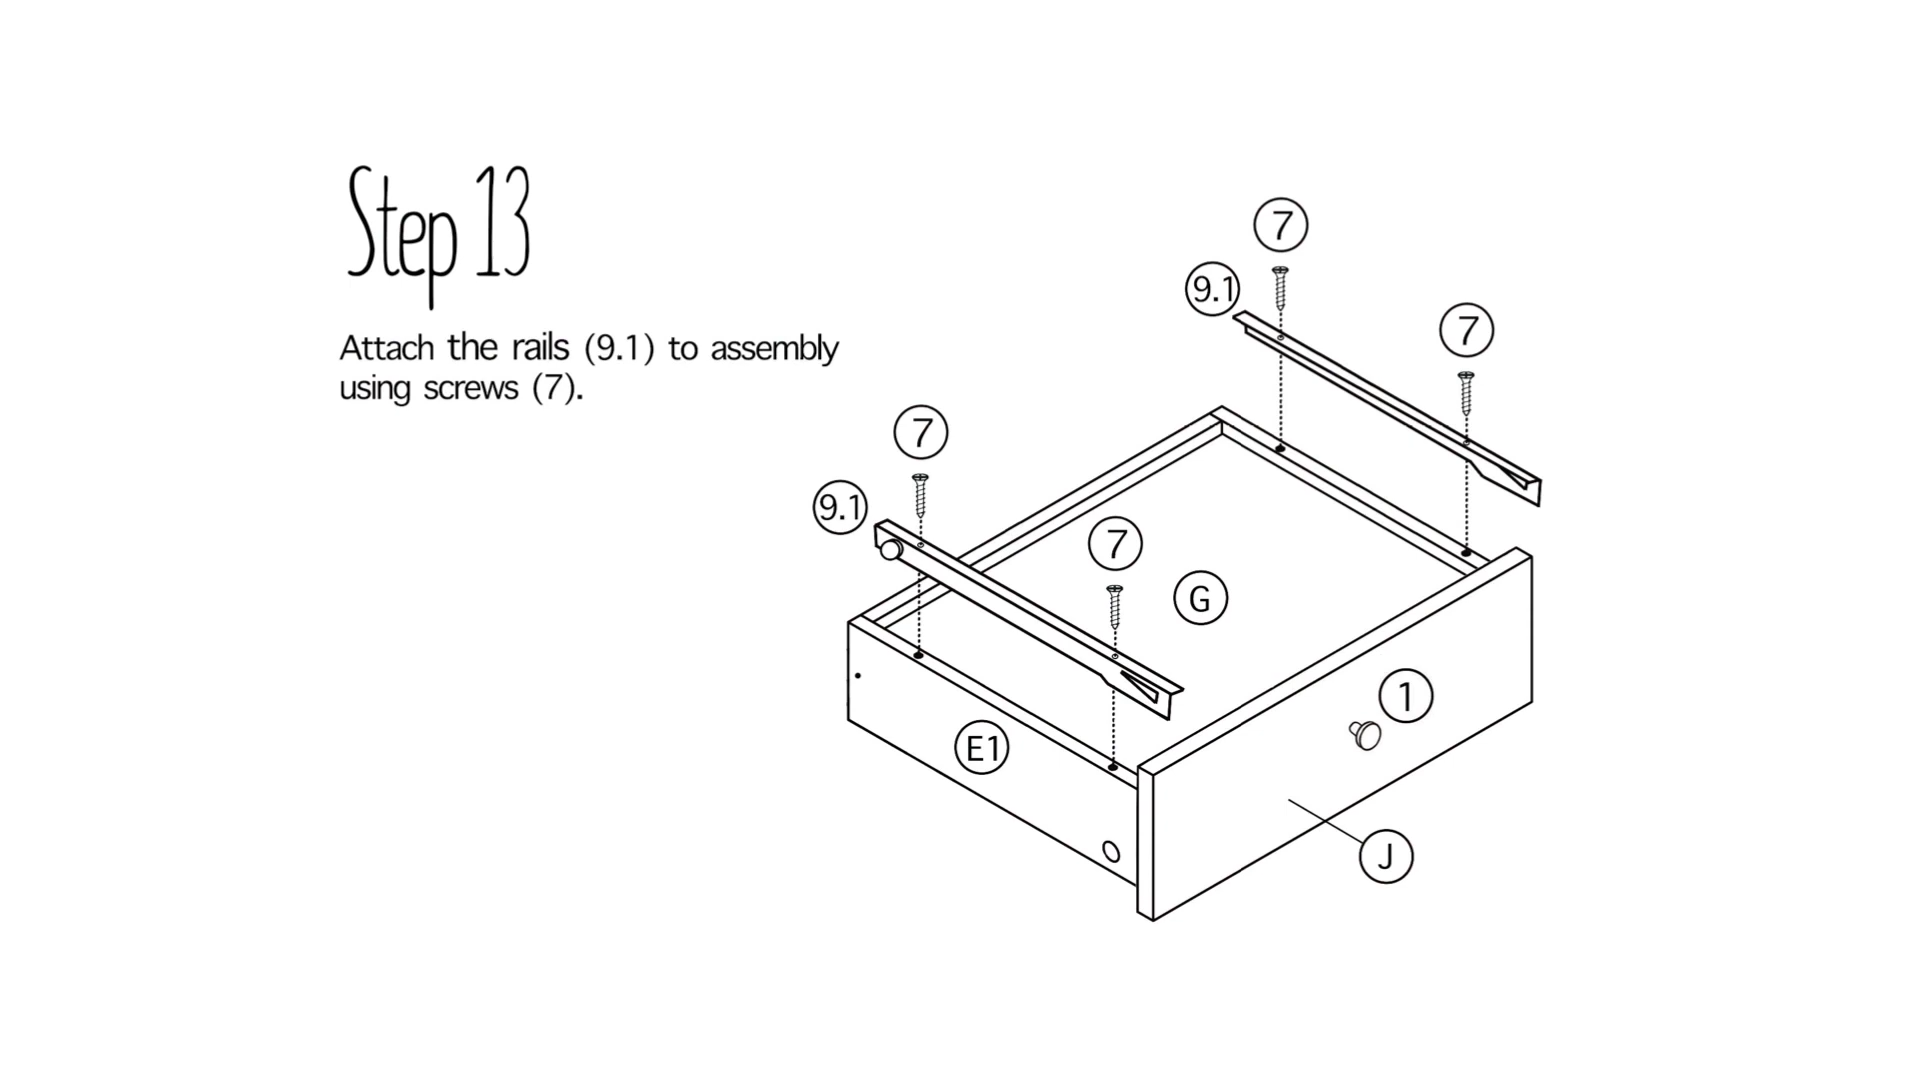 Step 13
Attach the rails (9.1) to assembly
using screws (7).
7
9.1
7
7
9.1
7
G
1
E1
J